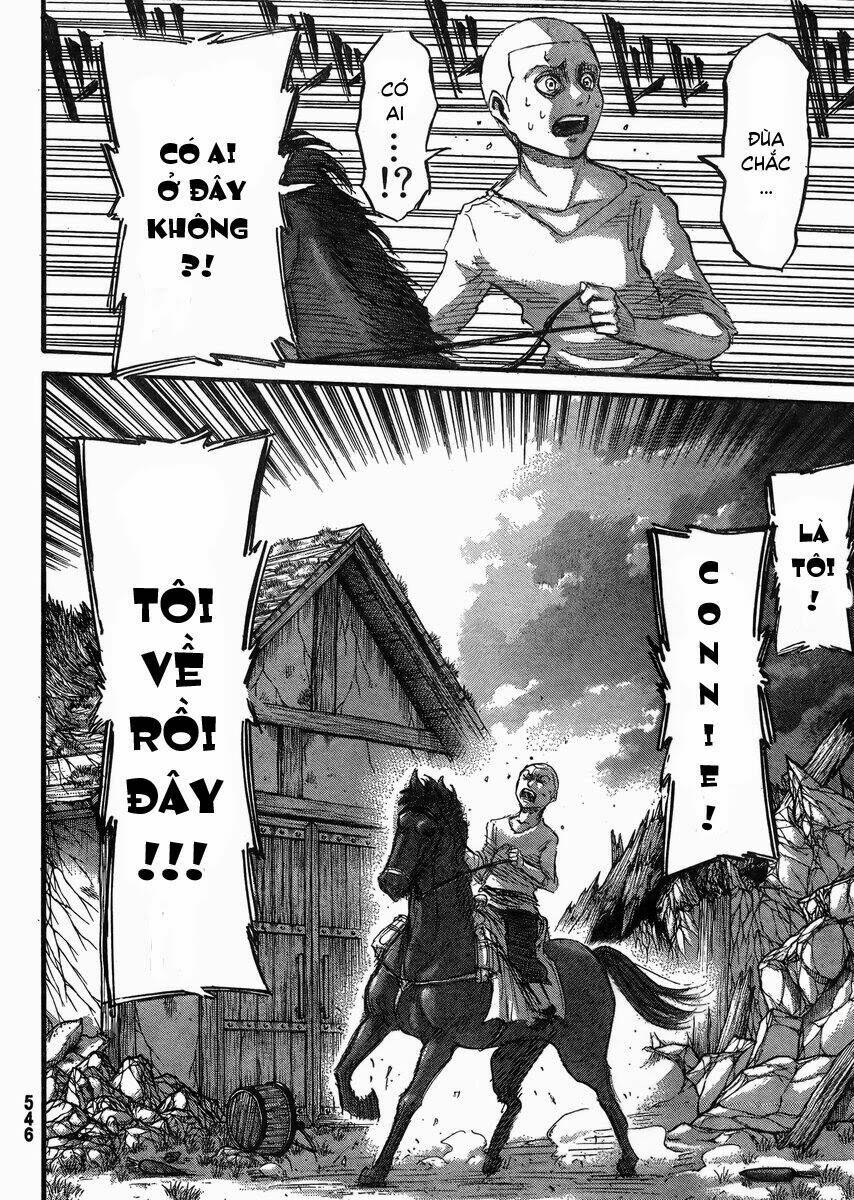 ĐÙA
CHẮC
...
CÓ
AI
...
!?
CÓ AI
Ở ĐÂY
KHÔNG
?!
LÀ
TÔI
!
CONNIE!
TÔI
VỀ
RỒI
ĐÂY
!!!
546